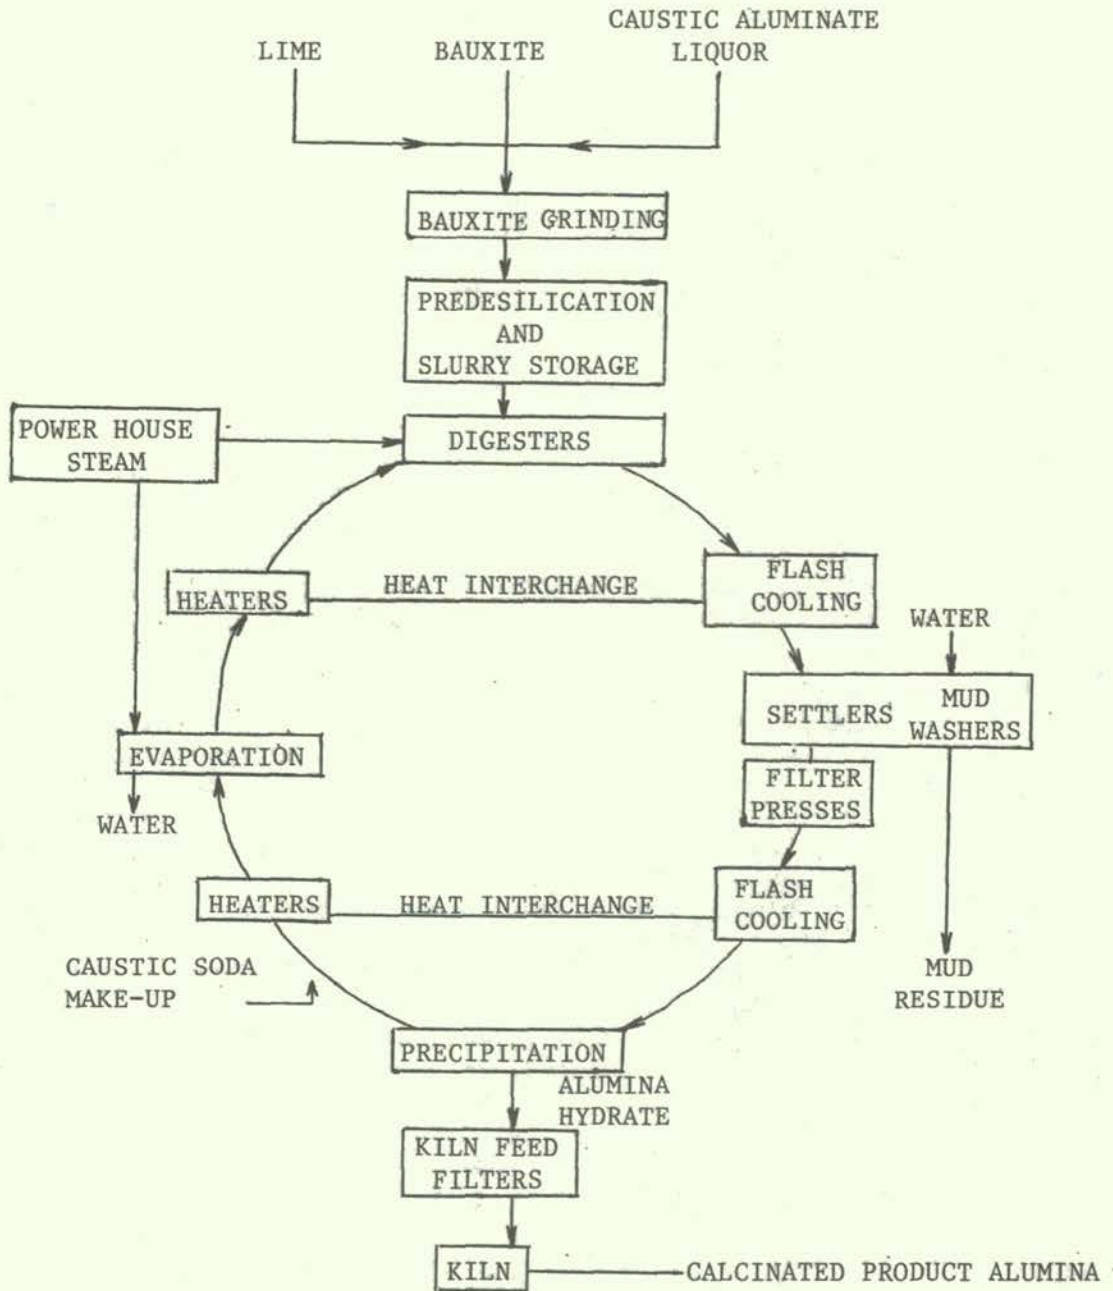 CAUSTIC ALUMINATE
LIQUOR
LIME
BAUXITE
BAUXITE GRINDING
PREDESILICATION
AND
SLURRY STORAGE
POWER HOUSE
STEAM
DIGESTERS
HEATERS
HEAT INTERCHANGE
FLASH
COOLING
WATER
SETTLERS
MUD
WASHERS
EVAPORATION
FILTER
PRESSES
WATER
HEATERS
HEAT INTERCHANGE
FLASH
COOLING
CAUSTIC SODA
MAKE-UP
MUD
RESIDUE
PRECIPITATION
ALUMINA
HYDRATE
KILN FEED
FILTERS
KILN
CALCINATED PRODUCT ALUMINA